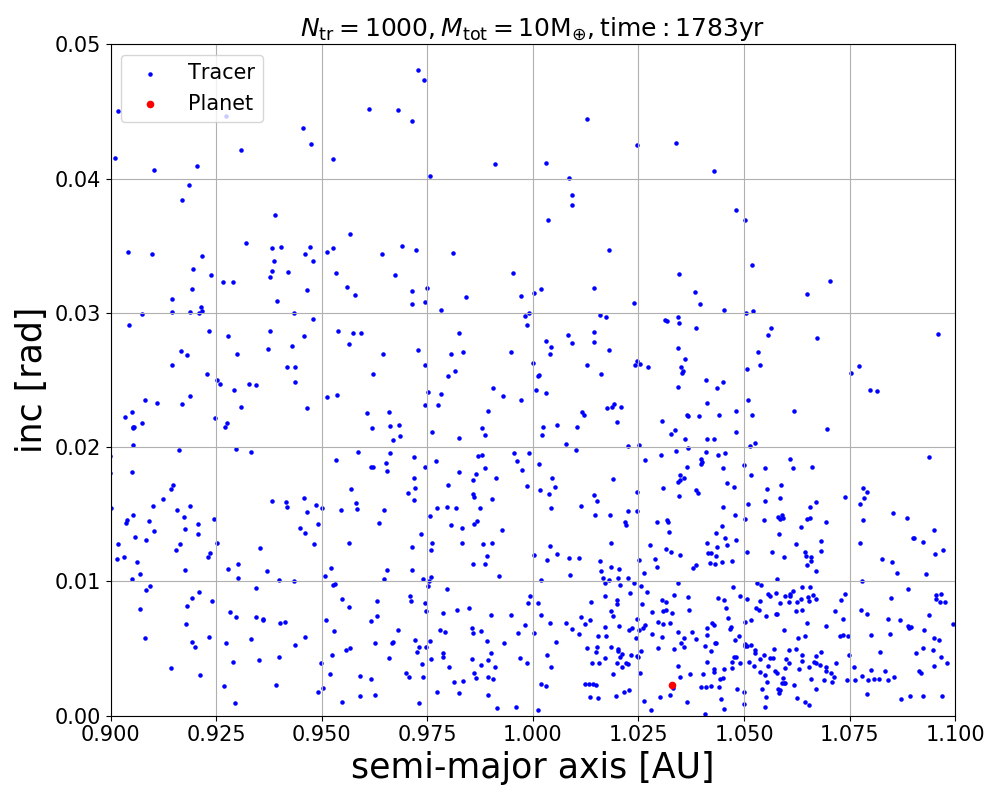 N_tr = 1000, M_tot = 10M_⊕, time : 1783yr
Tracer
Planet
0.05
0.04
0.03
0.02
0.01
0.00
inc [rad]
0.900 0.925 0.950 0.975 1.000 1.025 1.050 1.075 1.100
semi-major axis [AU]